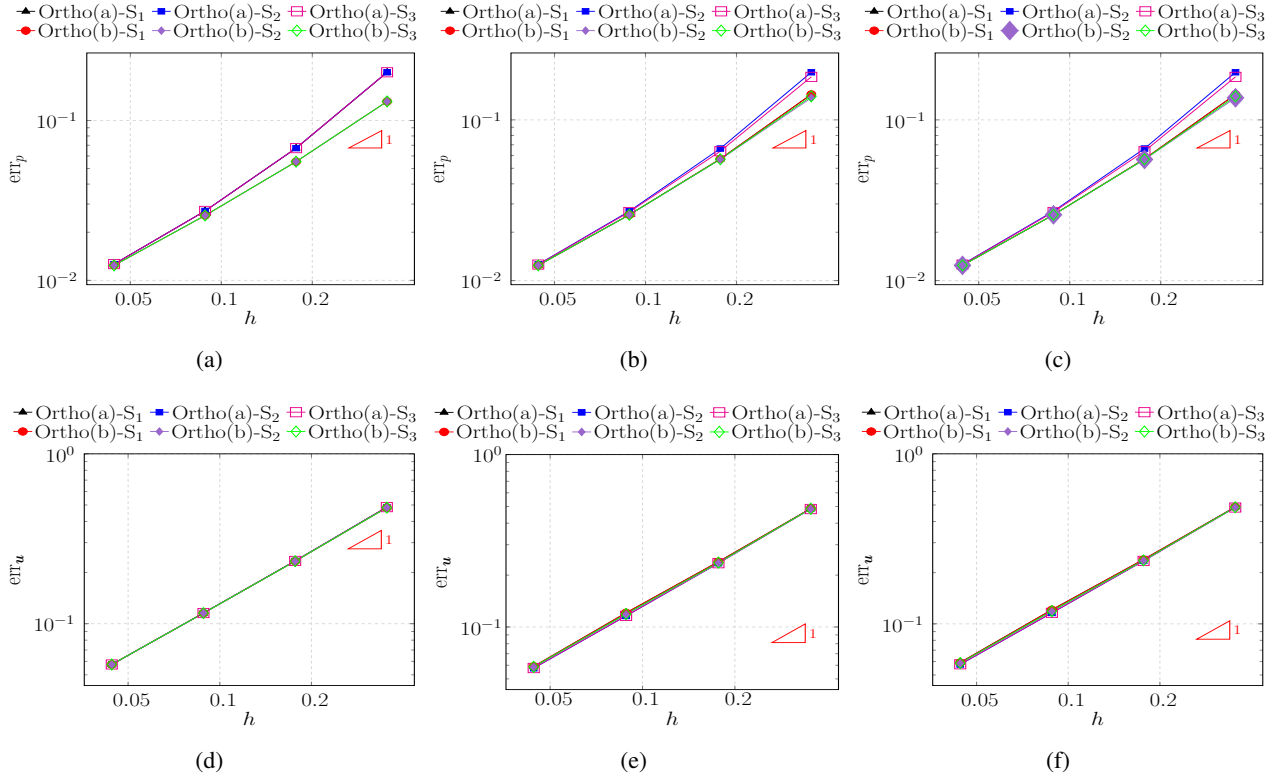 Ortho(a)-S₁ Ortho(a)-S₂ Ortho(a)-S₃
Ortho(b)-S₁ Ortho(b)-S₂ Ortho(b)-S₃
10⁻¹
10⁻²
errₚ
1
0.05 0.1 0.2
h
(a)
Ortho(a)-S₁ Ortho(a)-S₂ Ortho(a)-S₃
Ortho(b)-S₁ Ortho(b)-S₂ Ortho(b)-S₃
10⁻¹
10⁻²
errₚ
1
0.05 0.1 0.2
h
(b)
Ortho(a)-S₁ Ortho(a)-S₂ Ortho(a)-S₃
Ortho(b)-S₁ Ortho(b)-S₂ Ortho(b)-S₃
10⁻¹
10⁻²
errₚ
1
0.05 0.1 0.2
h
(c)
Ortho(a)-S₁ Ortho(a)-S₂ Ortho(a)-S₃
Ortho(b)-S₁ Ortho(b)-S₂ Ortho(b)-S₃
10⁰
10⁻¹
errᵤ
1
0.05 0.1 0.2
h
(d)
Ortho(a)-S₁ Ortho(a)-S₂ Ortho(a)-S₃
Ortho(b)-S₁ Ortho(b)-S₂ Ortho(b)-S₃
10⁰
10⁻¹
errᵤ
1
0.05 0.1 0.2
h
(e)
Ortho(a)-S₁ Ortho(a)-S₂ Ortho(a)-S₃
Ortho(b)-S₁ Ortho(b)-S₂ Ortho(b)-S₃
10⁰
10⁻¹
errᵤ
1
0.05 0.1 0.2
h
(f)